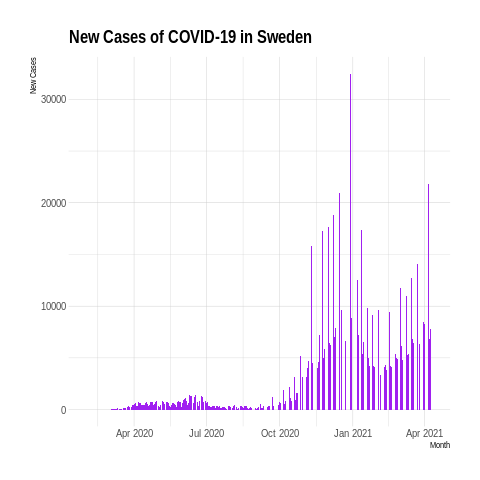 New Cases of COVID-19 in Sweden
New Cases
30000
20000
10000
0
Apr 2020 Jul 2020 Oct 2020 Jan 2021 Apr 2021
Month